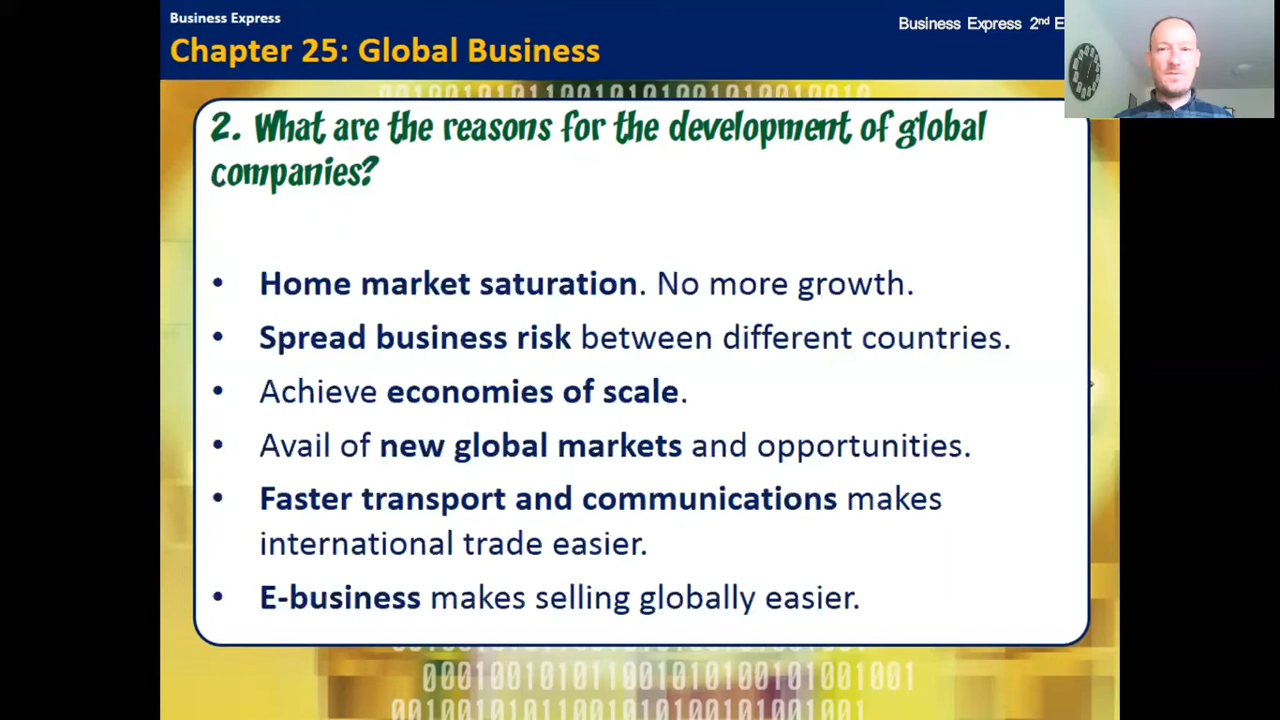 Business Express
Business Express 2nd E
Chapter 25: Global Business
001001010110010101001010010
2. What are the reasons for the development of global
companies?
• Home market saturation. No more growth.
• Spread business risk between different countries.
• Achieve economies of scale.
• Avail of new global markets and opportunities.
• Faster transport and communications makes
international trade easier.
• E-business makes selling globally easier.
000100101011001010100101001001